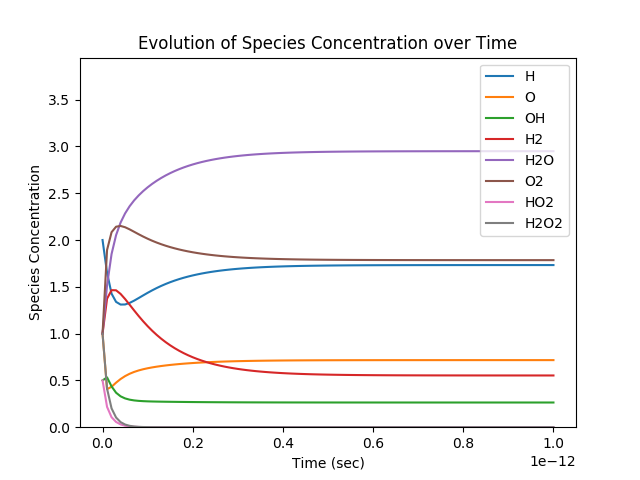 Evolution of Species Concentration over Time
Species Concentration
3.5
3.0
2.5
2.0
1.5
1.0
0.5
0.0
H
O
OH
H2
H2O
O2
HO2
H2O2
0.0
0.2
0.4
0.6
0.8
1.0
1e−12
Time (sec)